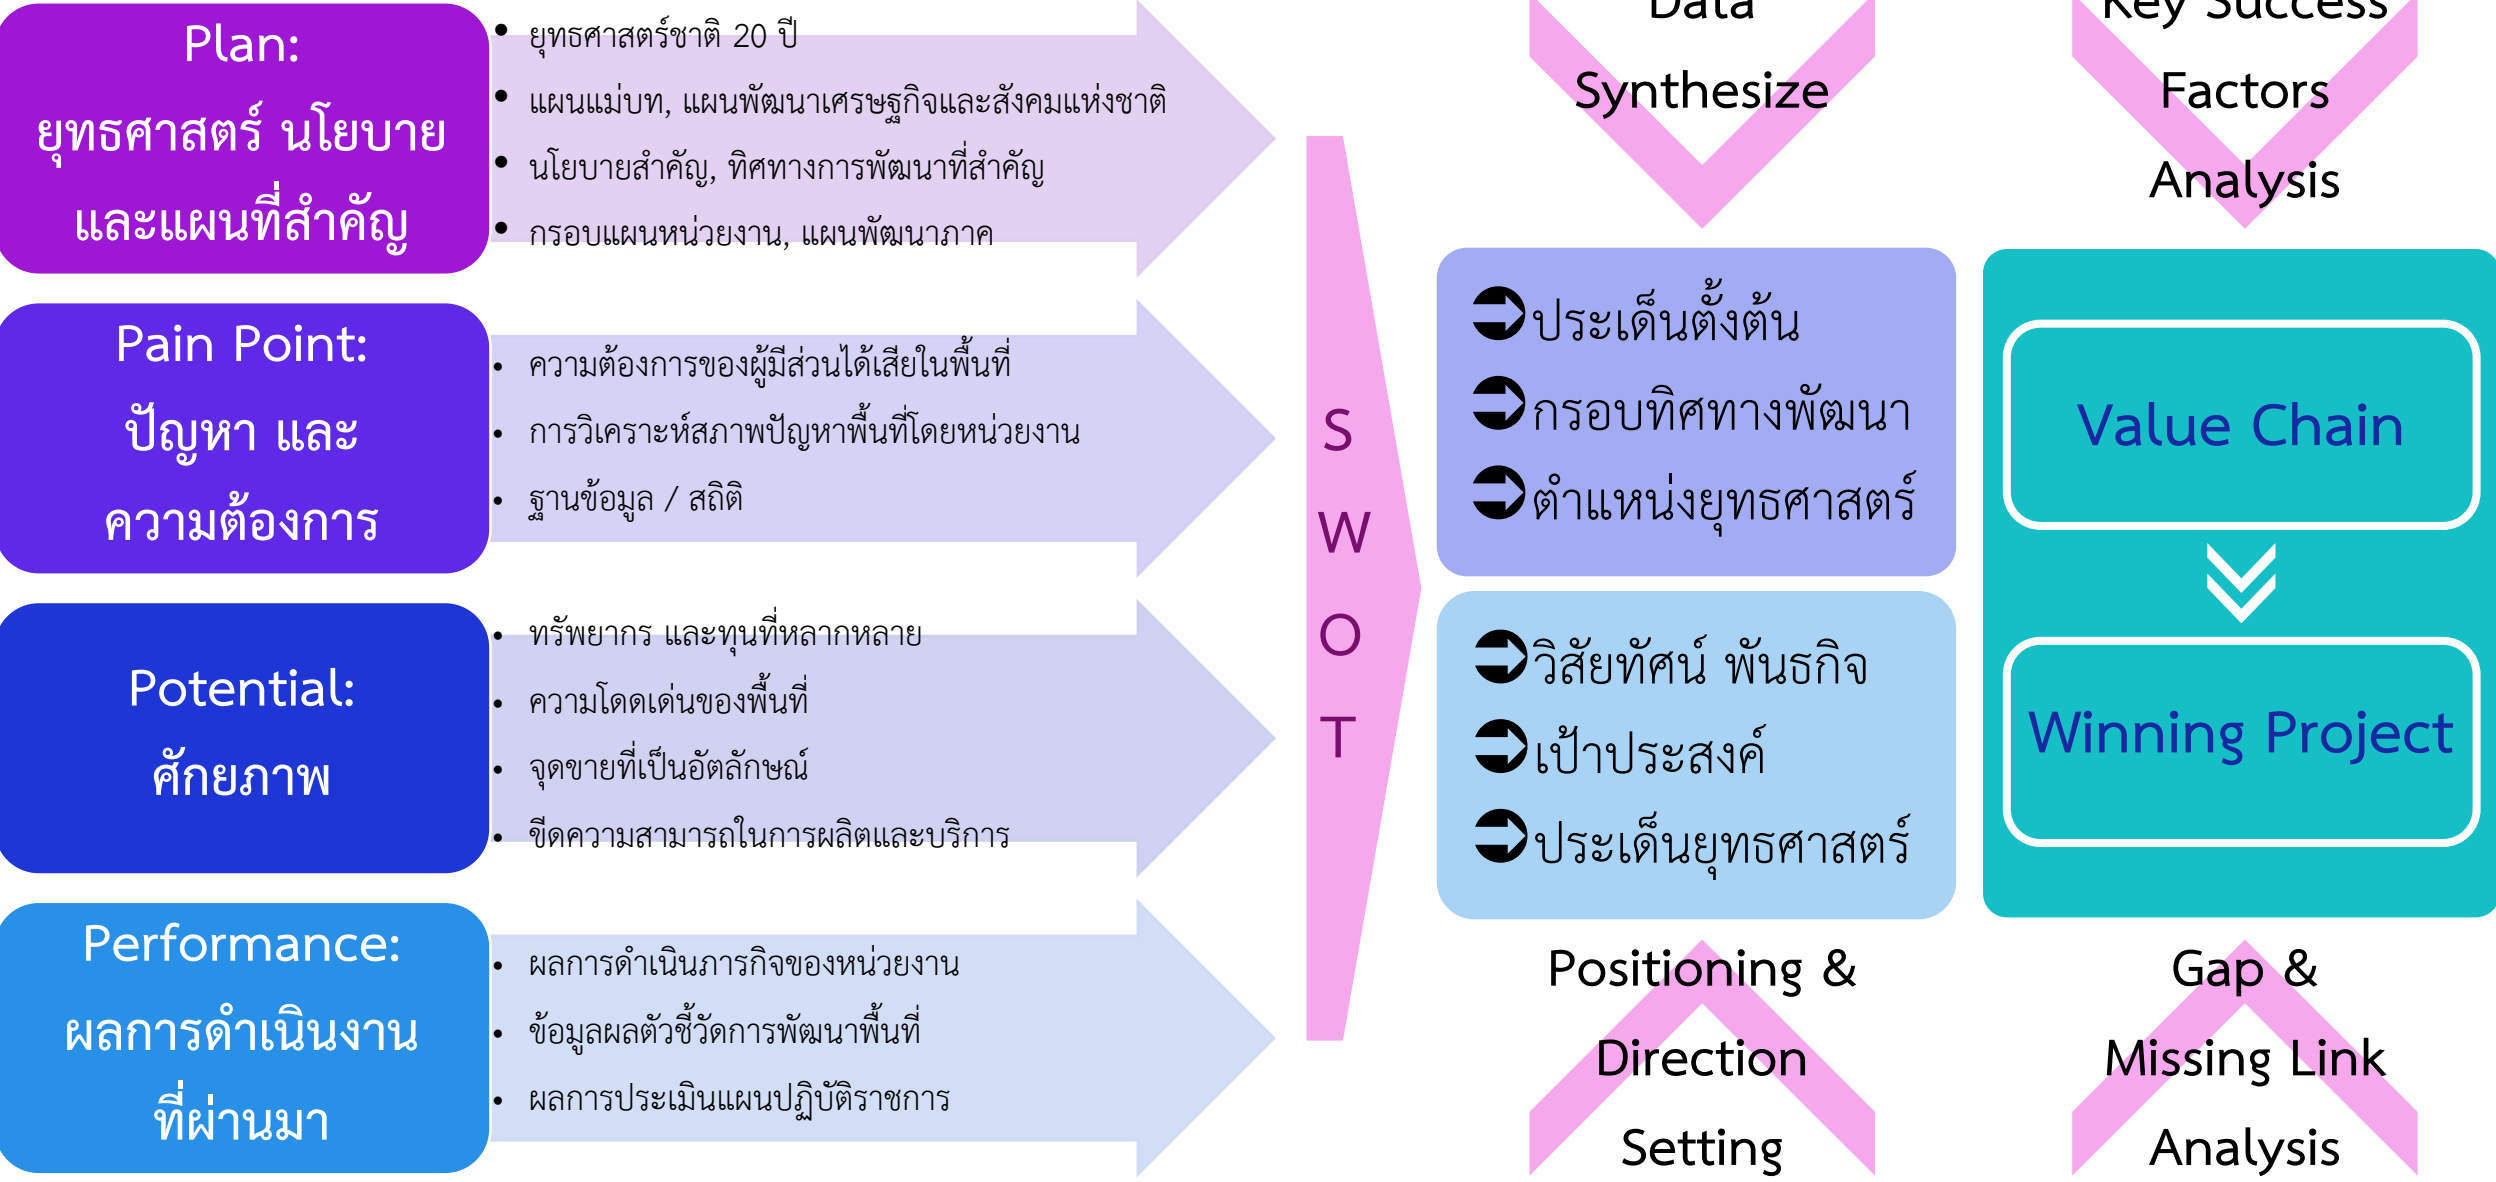 Plan:
ยุทธศาสตร์ นโยบาย
และแผนที่สำคัญ
• ยุทธศาสตร์ชาติ 20 ปี
• แผนแม่บท, แผนพัฒนาเศรษฐกิจและสังคมแห่งชาติ
• นโยบายสำคัญ, ทิศทางการพัฒนาที่สำคัญ
• กรอบแผนหน่วยงาน, แผนพัฒนาภาค
Pain Point:
ปัญหา และ
ความต้องการ
• ความต้องการของผู้มีส่วนได้เสียในพื้นที่
• การวิเคราะห์สภาพปัญหาพื้นที่โดยหน่วยงาน
• ฐานข้อมูล / สถิติ
Potential:
ศักยภาพ
• ทรัพยากร และทุนที่หลากหลาย
• ความโดดเด่นของพื้นที่
• จุดขายที่เป็นอัตลักษณ์
• ขีดความสามารถในการผลิตและบริการ
Performance:
ผลการดำเนินงาน
ที่ผ่านมา
• ผลการดำเนินภารกิจของหน่วยงาน
• ข้อมูลผลตัวชี้วัดการพัฒนาพื้นที่
• ผลการประเมินแผนปฏิบัติราชการ
S
W
O
T
Data
Synthesize
➲ประเด็นตั้งต้น
➲กรอบทิศทางพัฒนา
➲ตำแหน่งยุทธศาสตร์
➲วิสัยทัศน์ พันธกิจ
➲เป้าประสงค์
➲ประเด็นยุทธศาสตร์
Positioning &
Direction
Setting
Key Success
Factors
Analysis
Value Chain
Winning Project
Gap &
Missing Link
Analysis